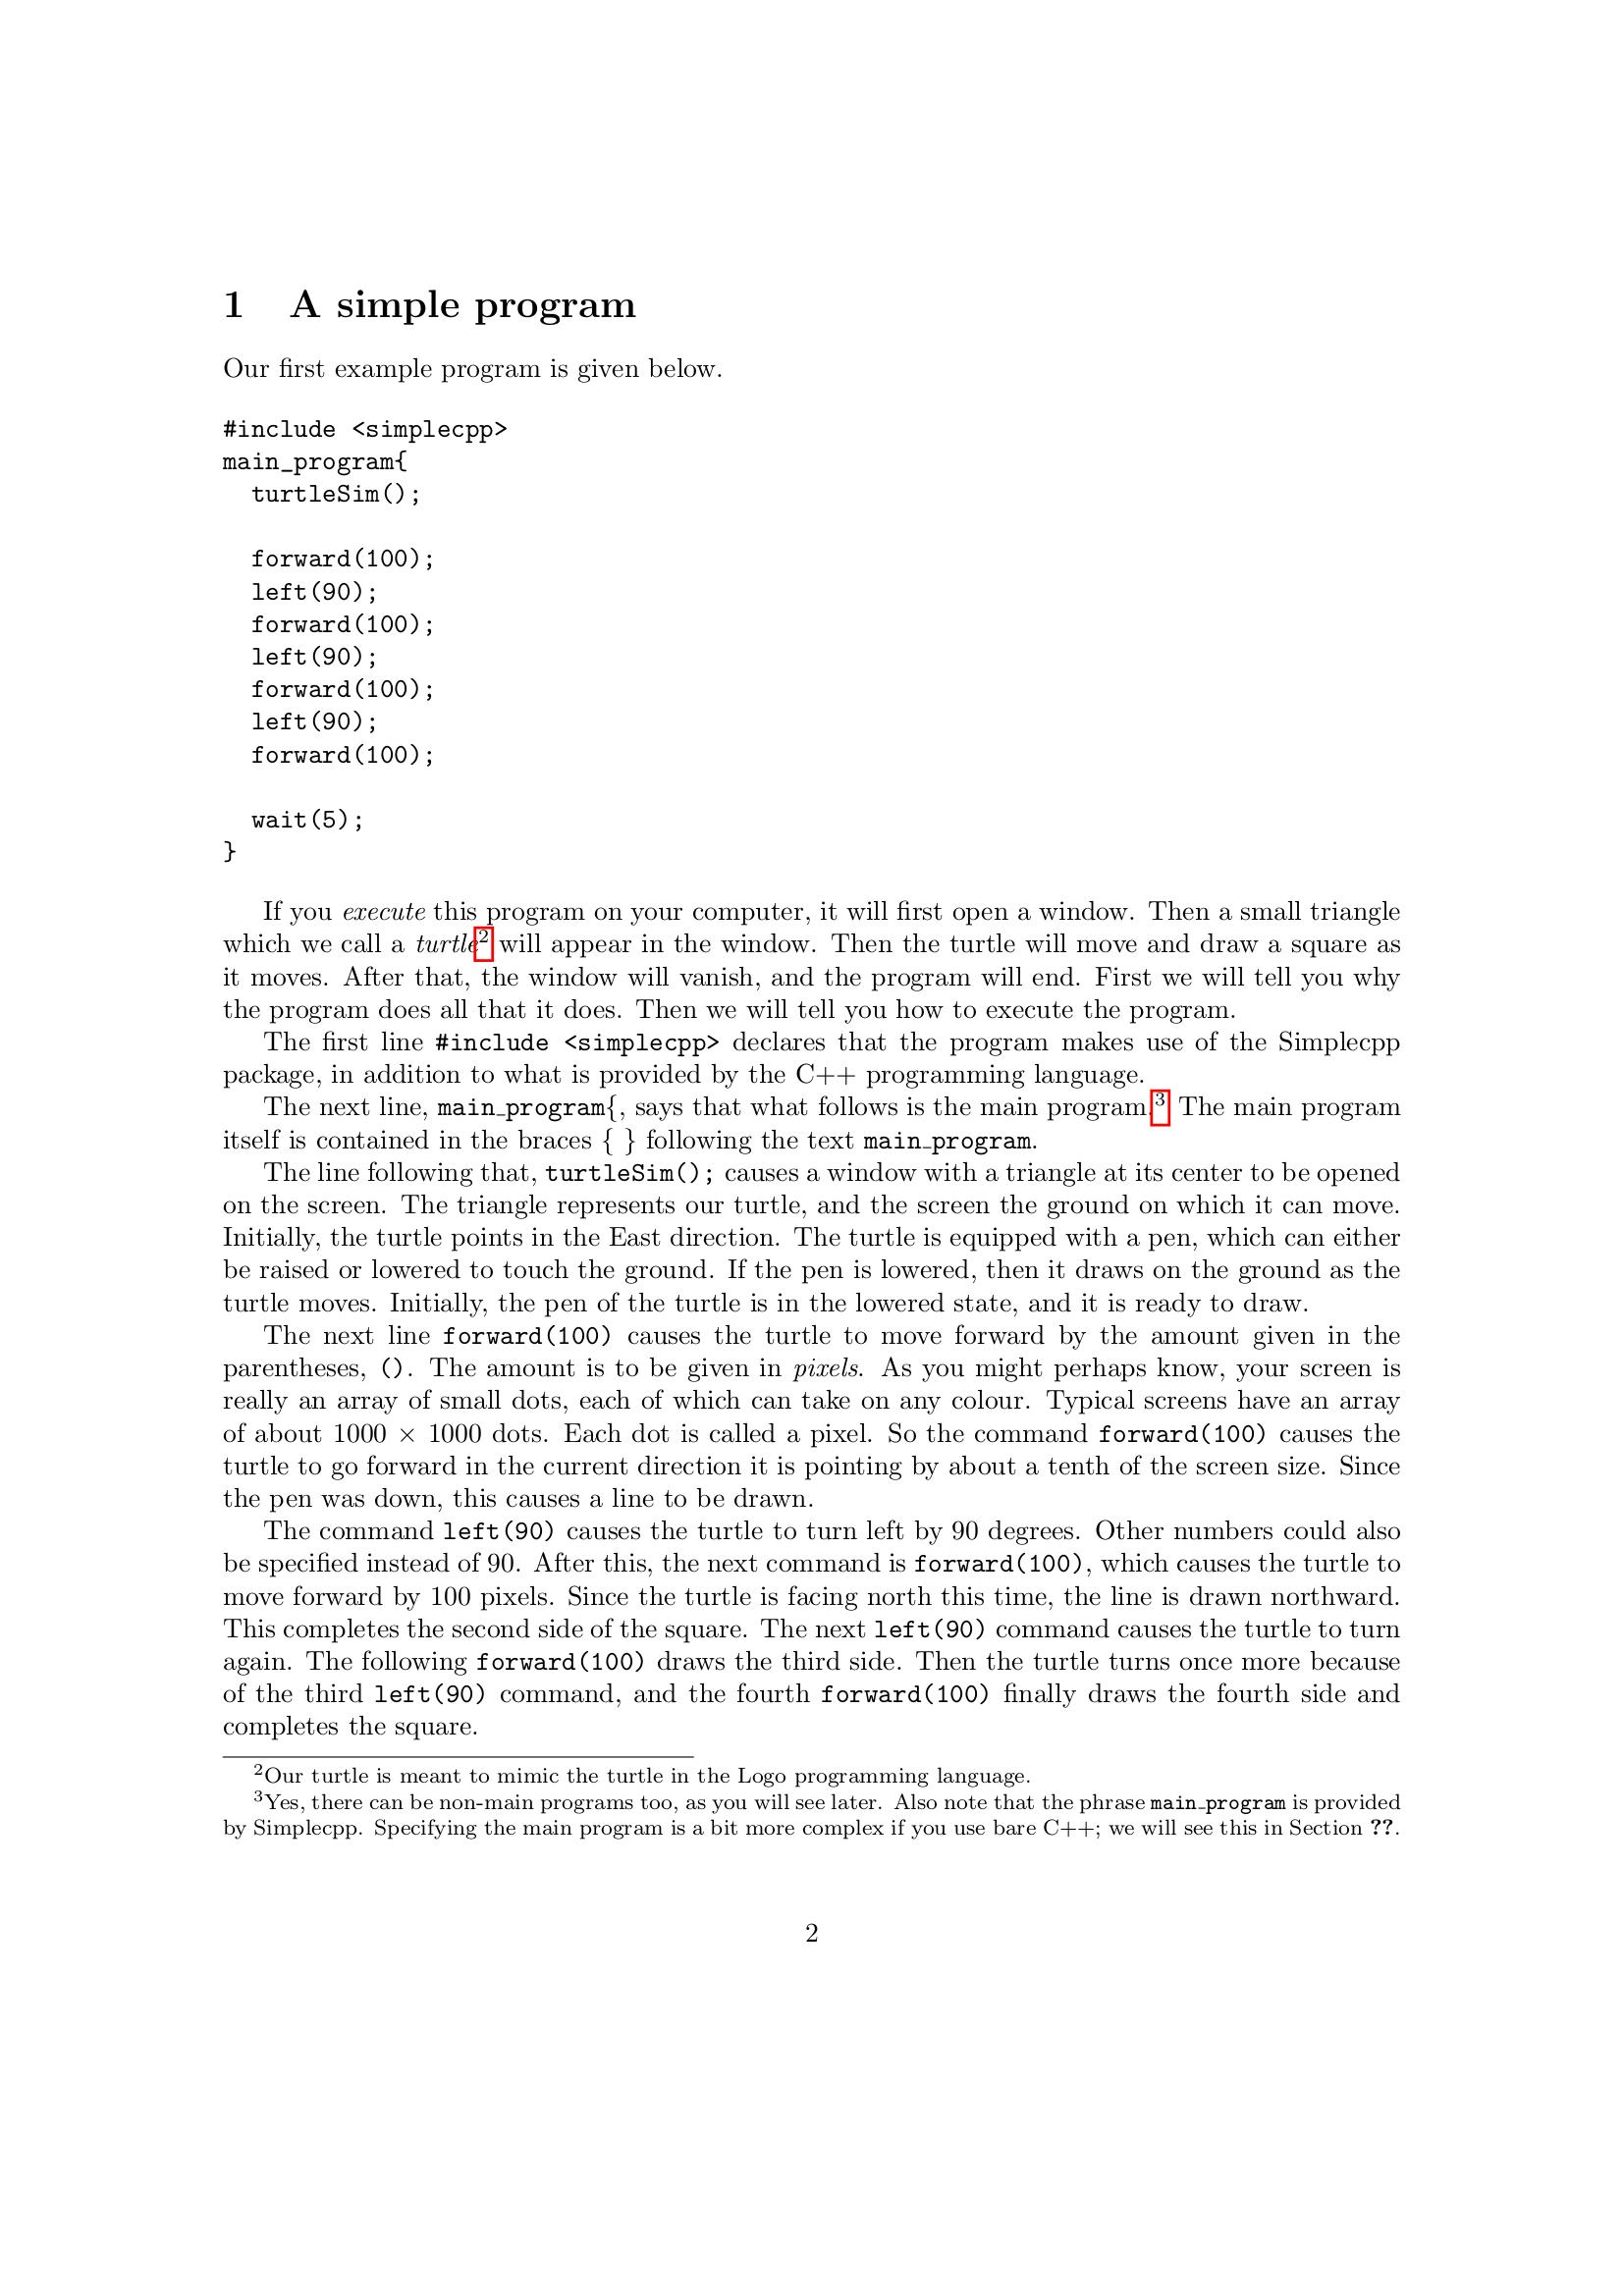 1 A simple program
Our first example program is given below.
#include <simplecpp>
main_program{
  turtleSim();

  forward(100);
  left(90);
  forward(100);
  left(90);
  forward(100);
  left(90);
  forward(100);

  wait(5);
}
If you execute this program on your computer, it will first open a window. Then a small triangle
which we call a turtle2 will appear in the window. Then the turtle will move and draw a square as
it moves. After that, the window will vanish, and the program will end. First we will tell you why
the program does all that it does. Then we will tell you how to execute the program.
The first line #include <simplecpp> declares that the program makes use of the Simplecpp
package, in addition to what is provided by the C++ programming language.
The next line, main_program{, says that what follows is the main program.3 The main program
itself is contained in the braces { } following the text main_program.
The line following that, turtleSim(); causes a window with a triangle at its center to be opened
on the screen. The triangle represents our turtle, and the screen the ground on which it can move.
Initially, the turtle points in the East direction. The turtle is equipped with a pen, which can either
be raised or lowered to touch the ground. If the pen is lowered, then it draws on the ground as the
turtle moves. Initially, the pen of the turtle is in the lowered state, and it is ready to draw.
The next line forward(100) causes the turtle to move forward by the amount given in the
parentheses, (). The amount is to be given in pixels. As you might perhaps know, your screen is
really an array of small dots, each of which can take on any colour. Typical screens have an array
of about 1000 × 1000 dots. Each dot is called a pixel. So the command forward(100) causes the
turtle to go forward in the current direction it is pointing by about a tenth of the screen size. Since
the pen was down, this causes a line to be drawn.
The command left(90) causes the turtle to turn left by 90 degrees. Other numbers could also
be specified instead of 90. After this, the next command is forward(100), which causes the turtle to
move forward by 100 pixels. Since the turtle is facing north this time, the line is drawn northward.
This completes the second side of the square. The next left(90) command causes the turtle to turn
again. The following forward(100) draws the third side. Then the turtle turns once more because
of the third left(90) command, and the fourth forward(100) finally draws the fourth side and
completes the square.
2Our turtle is meant to mimic the turtle in the Logo programming language.
3Yes, there can be non-main programs too, as you will see later. Also note that the phrase main_program is provided
by Simplecpp. Specifying the main program is a bit more complex if you use bare C++; we will see this in Section ??.
2